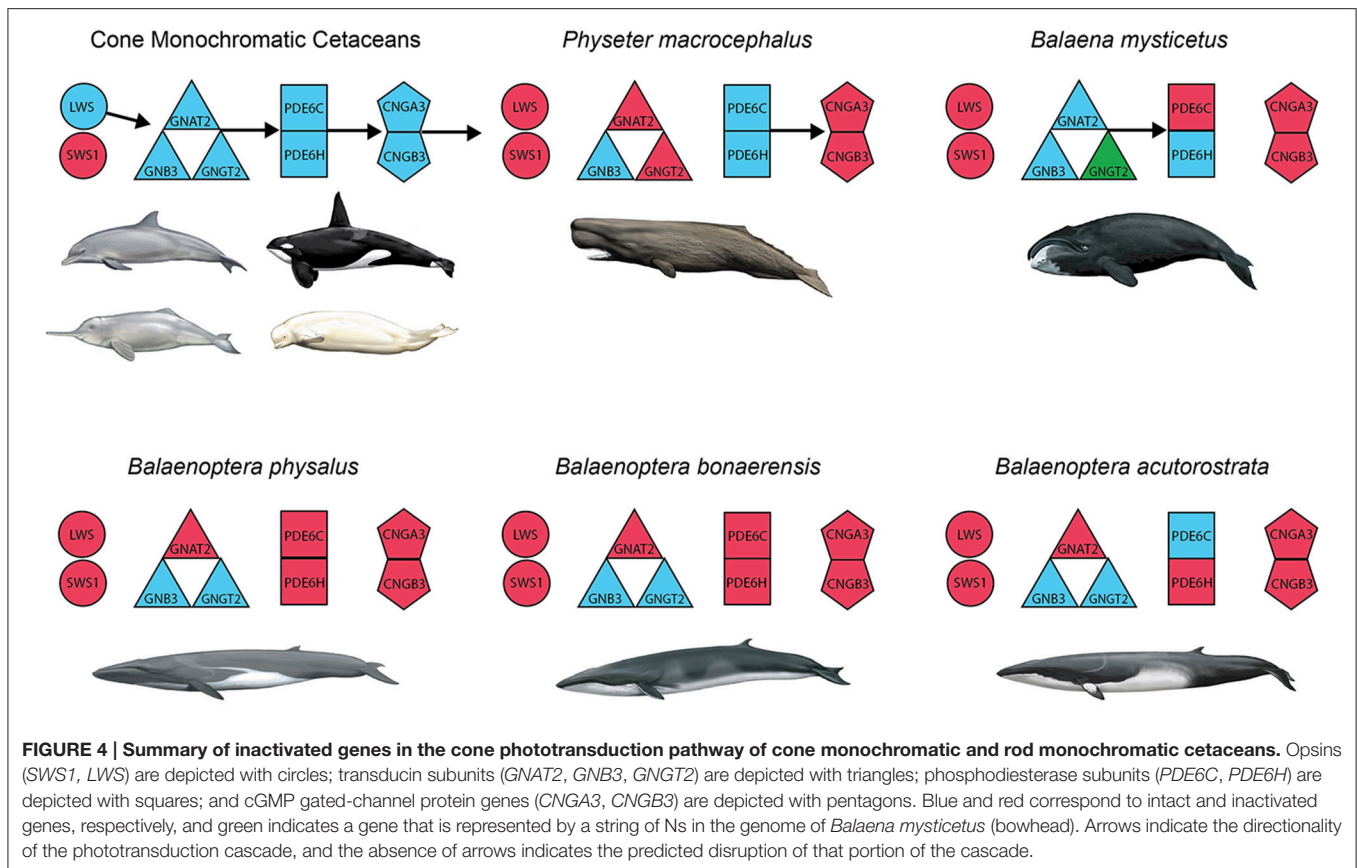 Cone Monochromatic Cetaceans
LWS
SWS1
GNAT2
GNB3
GNGT2
PDE6C
PDE6H
CNGA3
CNGB3
Physeter macrocephalus
LWS
SWS1
GNAT2
GNB3
GNGT2
PDE6C
PDE6H
CNGA3
CNGB3
Balaena mysticetus
LWS
SWS1
GNAT2
GNB3
GNGT2
PDE6C
PDE6H
CNGA3
CNGB3
Balaenoptera physalus
LWS
SWS1
GNAT2
GNB3
GNGT2
PDE6C
PDE6H
CNGA3
CNGB3
Balaenoptera bonaerensis
LWS
SWS1
GNAT2
GNB3
GNGT2
PDE6C
PDE6H
CNGA3
CNGB3
Balaenoptera acutorostrata
LWS
SWS1
GNAT2
GNB3
GNGT2
PDE6C
PDE6H
CNGA3
CNGB3
FIGURE 4 | Summary of inactivated genes in the cone phototransduction pathway of cone monochromatic and rod monochromatic cetaceans. Opsins
(SWS1, LWS) are depicted with circles; transducin subunits (GNAT2, GNB3, GNGT2) are depicted with triangles; phosphodiesterase subunits (PDE6C, PDE6H) are
depicted with squares; and cGMP gated-channel protein genes (CNGA3, CNGB3) are depicted with pentagons. Blue and red correspond to intact and inactivated
genes, respectively, and green indicates a gene that is represented by a string of Ns in the genome of Balaena mysticetus (bowhead). Arrows indicate the directionality
of the phototransduction cascade, and the absence of arrows indicates the predicted disruption of that portion of the cascade.